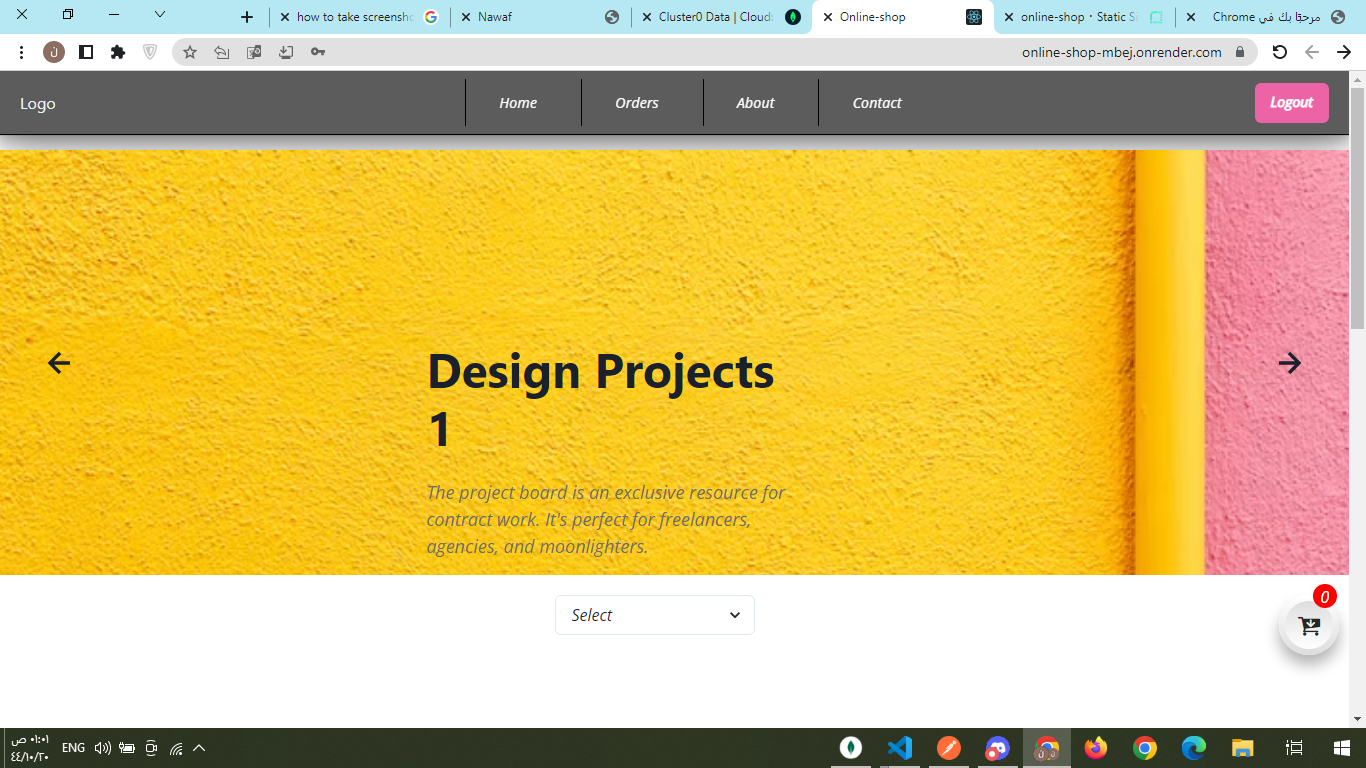 how to take screensho
Nawaf
Cluster0 Data | Cloud:
Online-shop
online-shop · Static Si
مرحبًا بك في Chrome
ن
online-shop-mbej.onrender.com
Logo
Home
Orders
About
Contact
Logout
Design Projects
1
The project board is an exclusive resource for
contract work. It's perfect for freelancers,
agencies, and moonlighters.
Select
0
ENG
٠١:٠١ ص
٤٤/١٠/٢٠